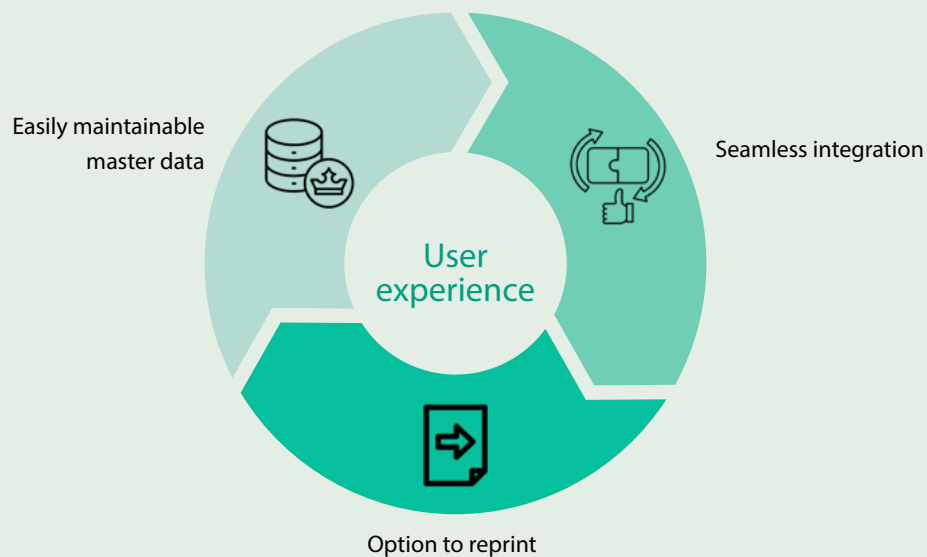 Easily maintainable
master data
Seamless integration
User
experience
Option to reprint